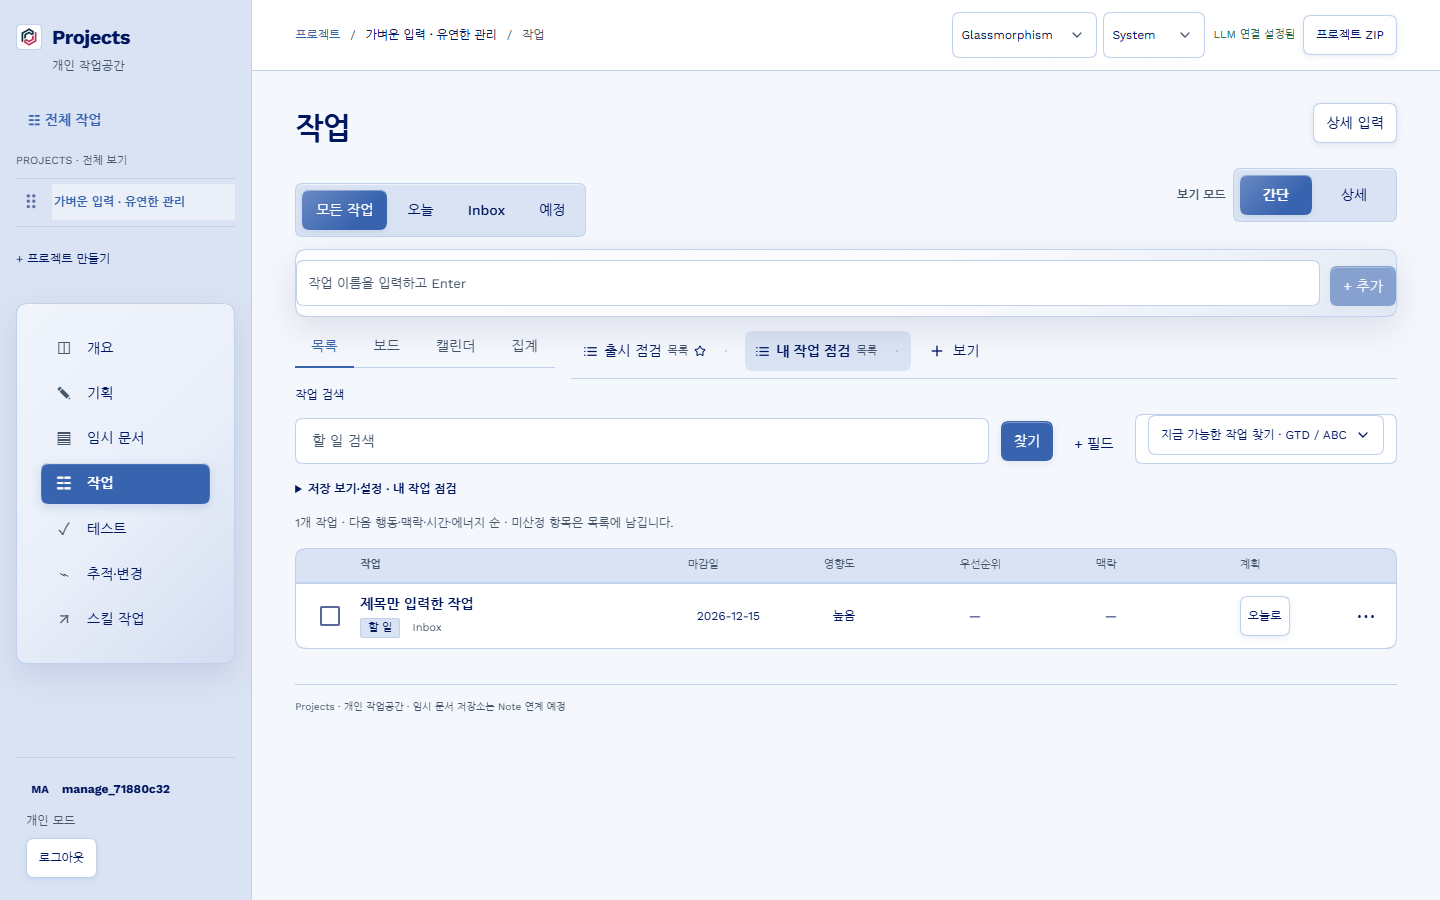 Projects
개인 작업공간
전체 작업
PROJECTS · 전체 보기
가벼운 입력 · 유연한 관리
+ 프로젝트 만들기
개요
기획
임시 문서
작업
테스트
추적·변경
스킬 작업
MA manage_71880c32
개인 모드
로그아웃
프로젝트 / 가벼운 입력 · 유연한 관리 / 작업
Glassmorphism
System
LLM 연결 설정됨
프로젝트 ZIP
작업
상세 입력
모든 작업 오늘 Inbox 예정
보기 모드 간단 상세
작업 이름을 입력하고 Enter
+ 추가
목록 보드 캘린더 집계
출시 점검 목록 · 내 작업 점검 목록 · + 보기
작업 검색
할 일 검색
찾기
+ 필드
지금 가능한 작업 찾기 · GTD / ABC
저장 보기·설정 · 내 작업 점검
1개 작업 · 다음 행동·맥락·시간·에너지 순 · 미산정 항목은 목록에 남깁니다.
작업 마감일 영향도 우선순위 맥락 계획
제목만 입력한 작업
할 일 Inbox
2026-12-15 높음 — — 오늘로 ···
Projects · 개인 작업공간 · 임시 문서 저장소는 Note 연계 예정